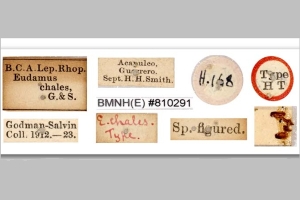 B.C.A.Lep.Rhop.
Eudamus
chales,
G.&S.
Acapulco,
Guerrero.
Sept. H.H.Smith.
H.168
Type
H T
BMNH(E) #810291
Godman-Salvin
Coll. 1912.—23.
E. chales.
Type.
Sp. figured.